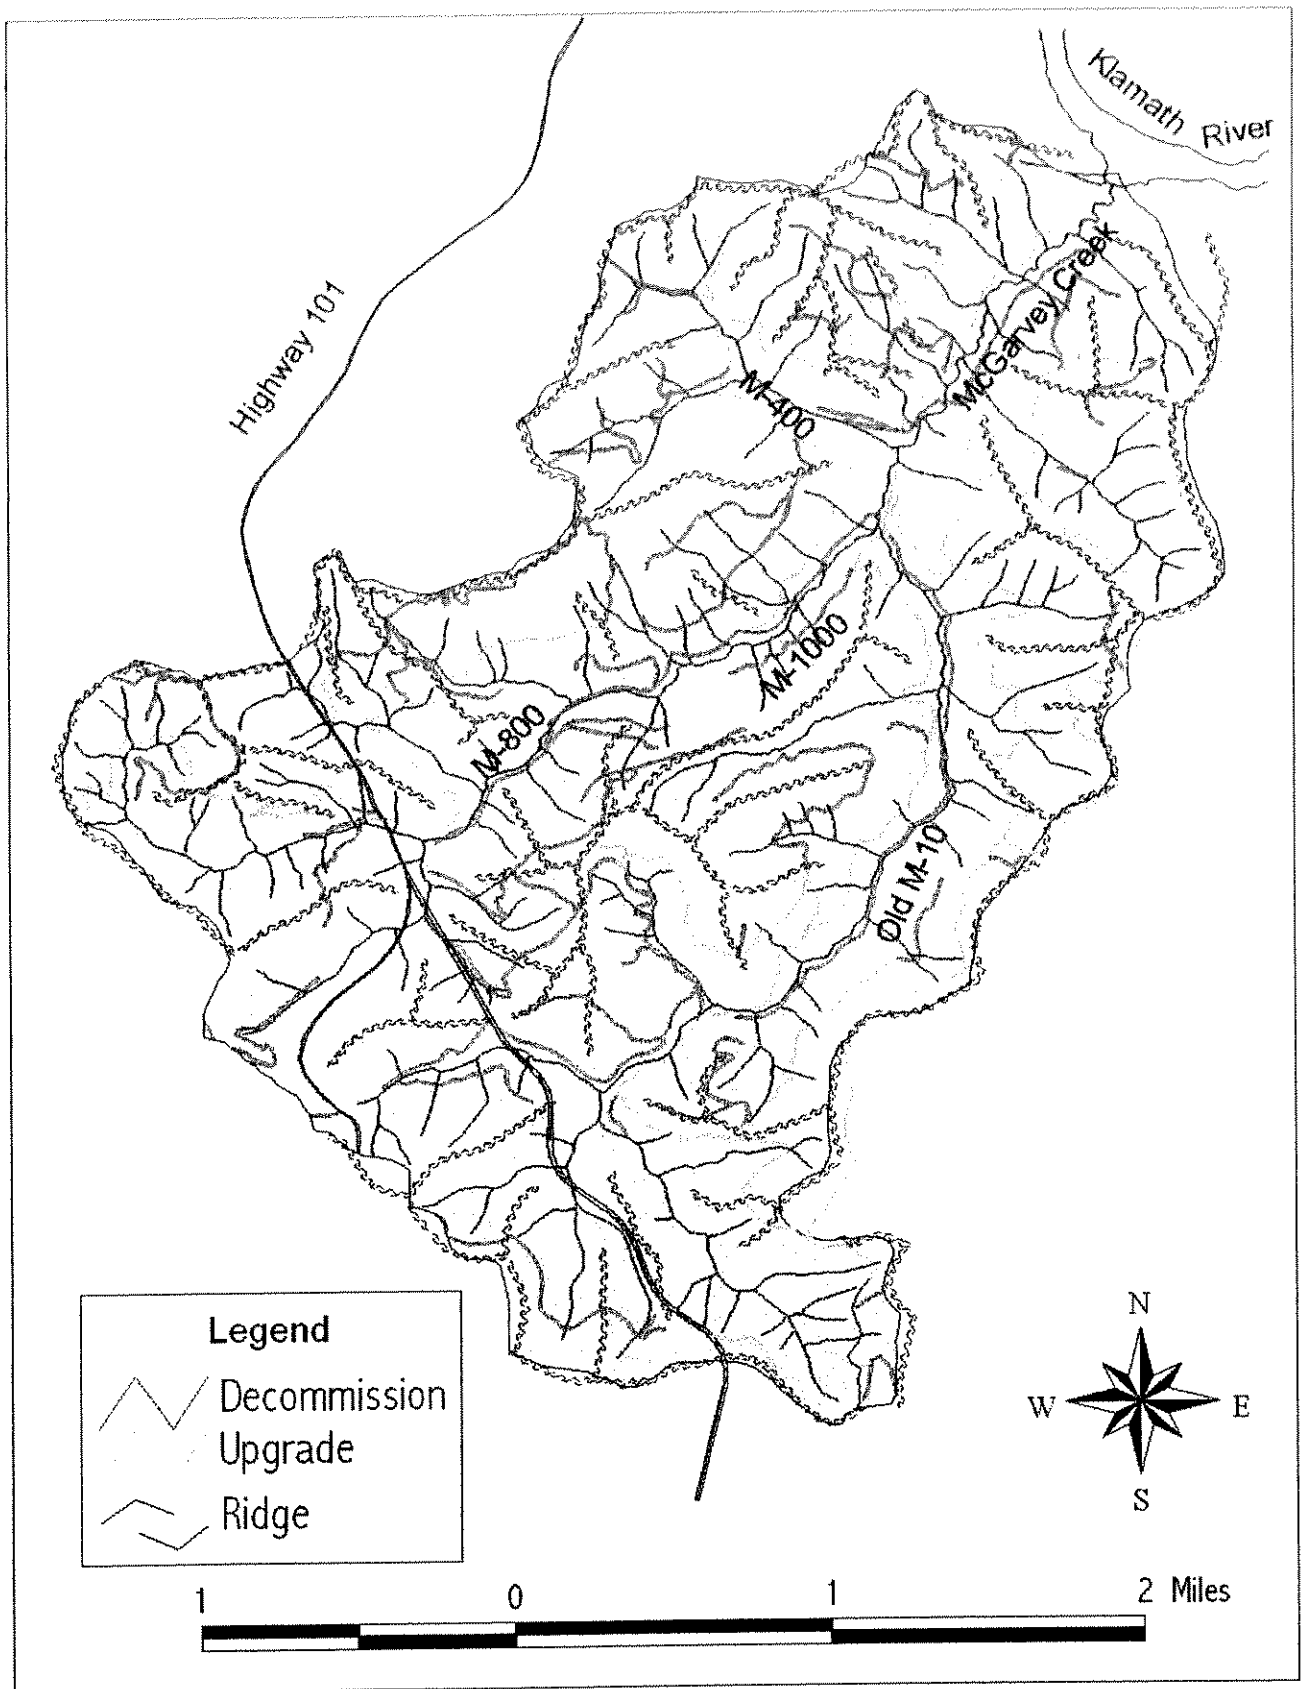 Klamath River
Highway 101
McGarvey Creek
M-400
M-1000
M-800
Old M-10
Legend
Decommission
Upgrade
Ridge
N
W E
S
1 0 1 2 Miles